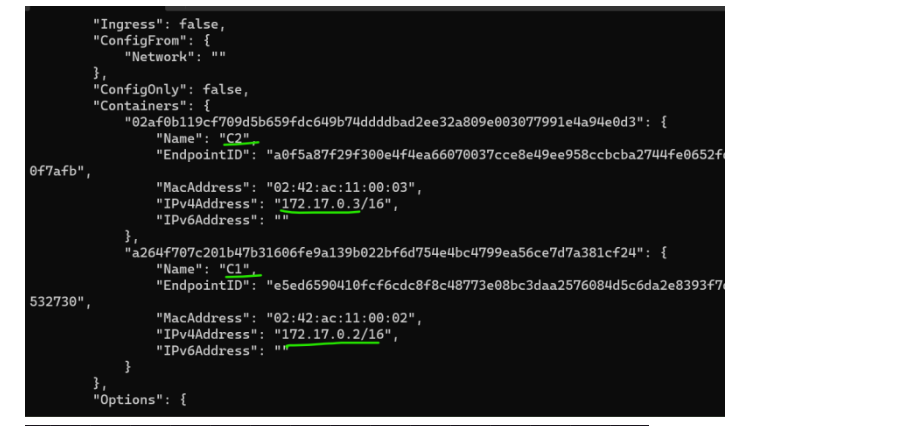 "Ingress": false,
"ConfigFrom": {
"Network": ""
},
"ConfigOnly": false,
"Containers": {
"02af0b119cf709d5b659fdc649b74ddddbad2ee32a809e003077991e4a94e0d3": {
"Name": "C2",
"EndpointID": "a0f5a87f29f300e4f4ea66070037cce8e49ee958ccbcba2744fe0652f
0f7afb",
"MacAddress": "02:42:ac:11:00:03",
"IPv4Address": "172.17.0.3/16",
"IPv6Address": ""
},
"a264f707c201b47b31606fe9a139b022bf6d754e4bc4799ea56ce7d7a381cf24": {
"Name": "C1",
"EndpointID": "e5ed6590410fcf6cdc8f8c48773e08bc3daa2576084d5c6da2e8393f7
532730",
"MacAddress": "02:42:ac:11:00:02",
"IPv4Address": "172.17.0.2/16",
"IPv6Address": ""
}
},
"Options": {